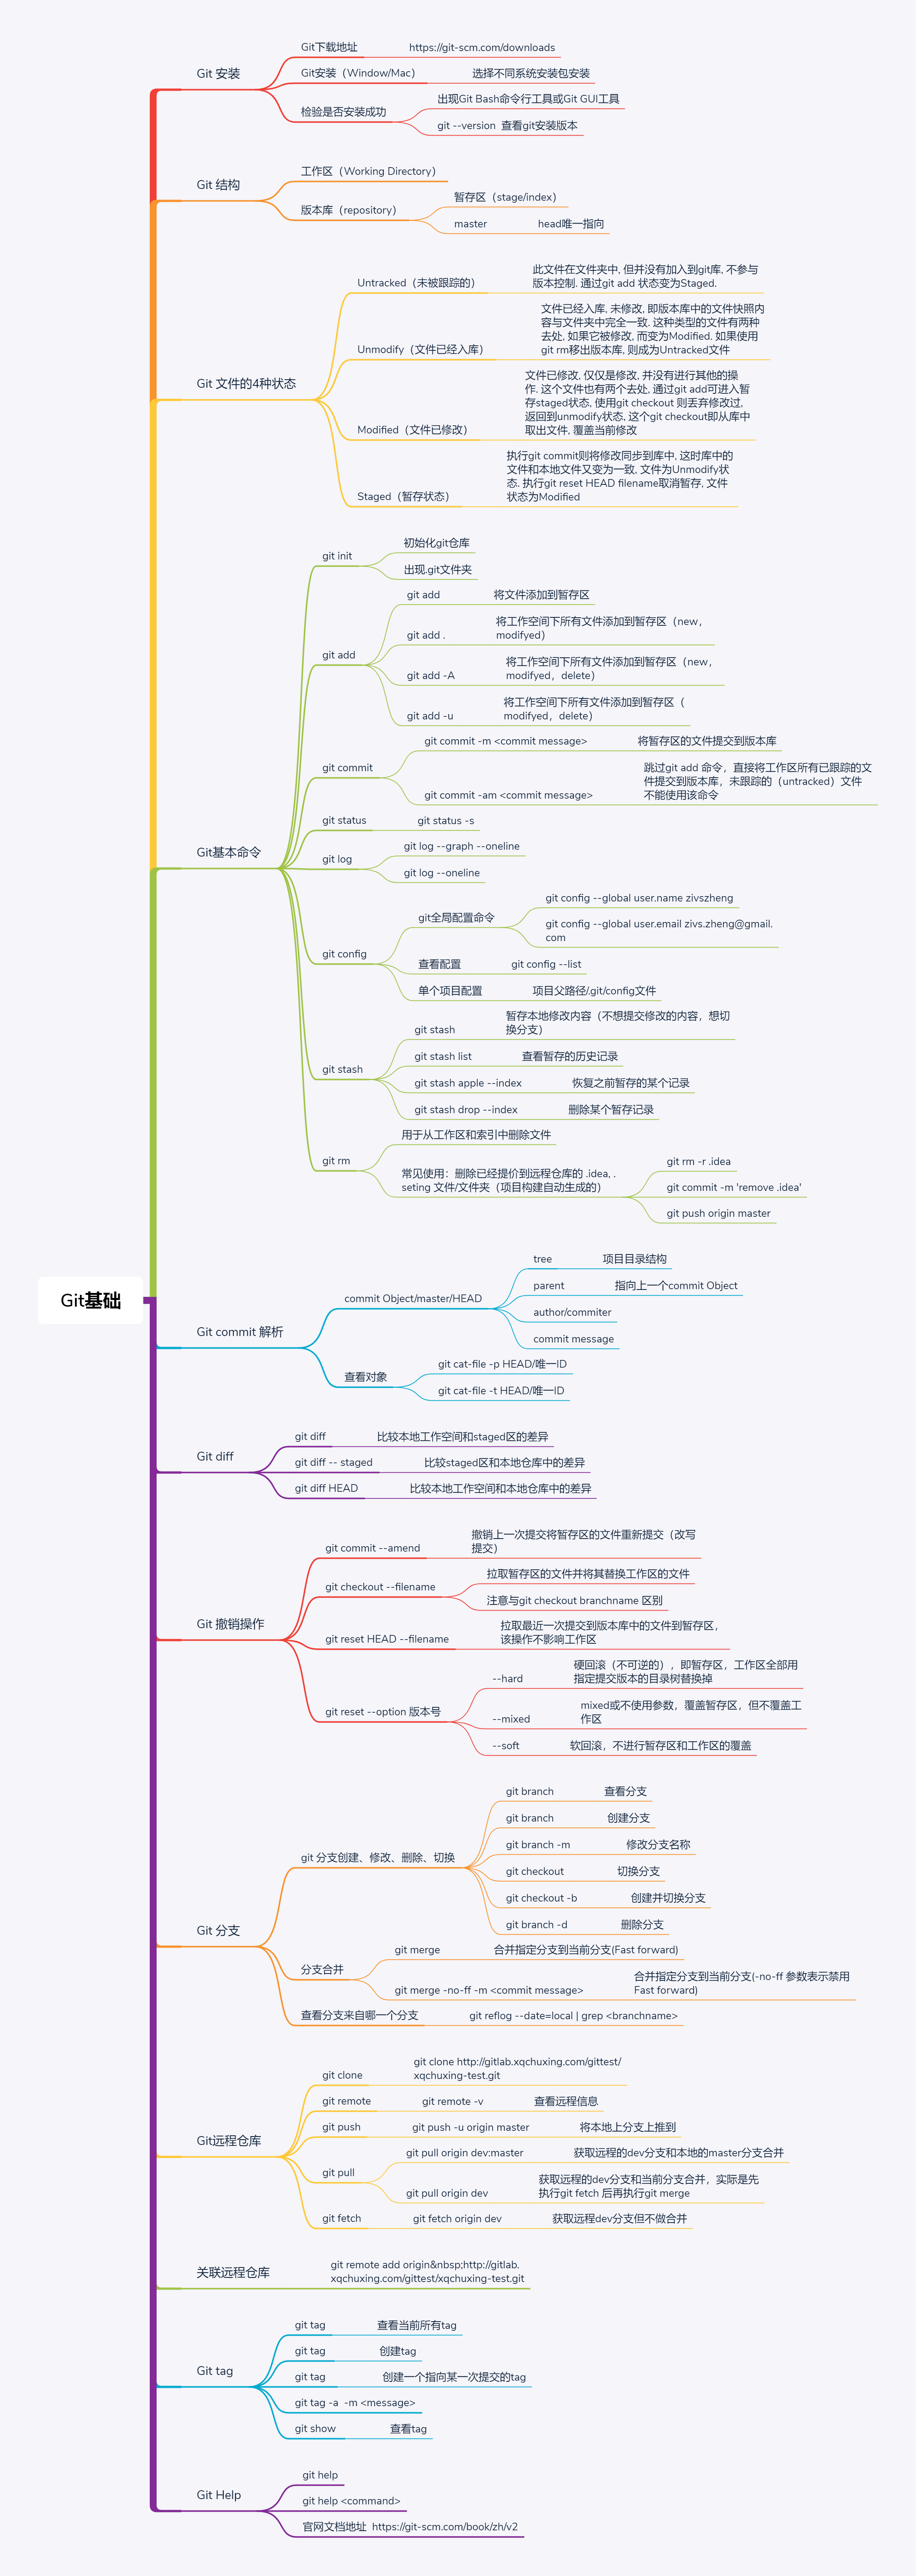 Git基础
Git 安装
Git下载地址
https://git-scm.com/downloads
Git安装（Window/Mac）
选择不同系统安装包安装
检验是否安装成功
出现Git Bash命令行工具或Git GUI工具
git --version  查看git安装版本
Git 结构
工作区（Working Directory）
版本库（repository）
暂存区（stage/index）
master
head唯一指向
Git 文件的4种状态
Untracked（未被跟踪的）
此文件在文件夹中, 但并没有加入到git库, 不参与
版本控制. 通过git add 状态变为Staged.
Unmodify（文件已经入库）
文件已经入库, 未修改, 即版本库中的文件快照内
容与文件夹中完全一致. 这种类型的文件有两种
去处, 如果它被修改, 而变为Modified. 如果使用
git rm移出版本库, 则成为Untracked文件
Modified（文件已修改）
文件已修改, 仅仅是修改, 并没有进行其他的操
作. 这个文件也有两个去处, 通过git add可进入暂
存staged状态, 使用git checkout 则丢弃修改过,
返回到unmodify状态, 这个git checkout即从库中
取出文件, 覆盖当前修改
Staged（暂存状态）
执行git commit则将修改同步到库中, 这时库中的
文件和本地文件又变为一致, 文件为Unmodify状
态. 执行git reset HEAD filename取消暂存, 文件
状态为Modified
Git基本命令
git init
初始化git仓库
出现.git文件夹
git add
git add
将文件添加到暂存区
git add .
将工作空间下所有文件添加到暂存区（new，
modifyed）
git add -A
将工作空间下所有文件添加到暂存区（new，
modifyed，delete）
git add -u
将工作空间下所有文件添加到暂存区（
modifyed，delete）
git commit
git commit -m <commit message>
将暂存区的文件提交到版本库
git commit -am <commit message>
跳过git add 命令，直接将工作区所有已跟踪的文
件提交到版本库，未跟踪的（untracked）文件
不能使用该命令
git status
git status -s
git log
git log --graph --oneline
git log --oneline
git config
git全局配置命令
git config --global user.name zivszheng
git config --global user.email zivs.zheng@gmail.
com
查看配置
git config --list
单个项目配置
项目父路径/.git/config文件
git stash
git stash
暂存本地修改内容（不想提交修改的内容，想切
换分支）
git stash list
查看暂存的历史记录
git stash apple --index
恢复之前暂存的某个记录
git stash drop --index
删除某个暂存记录
git rm
用于从工作区和索引中删除文件
常见使用：删除已经提价到远程仓库的 .idea, .
seting 文件/文件夹（项目构建自动生成的）
git rm -r .idea
git commit -m 'remove .idea'
git push origin master
Git commit 解析
commit Object/master/HEAD
tree
项目目录结构
parent
指向上一个commit Object
author/commiter
commit message
查看对象
git cat-file -p HEAD/唯一ID
git cat-file -t HEAD/唯一ID
Git diff
git diff
比较本地工作空间和staged区的差异
git diff -- staged
比较staged区和本地仓库中的差异
git diff HEAD
比较本地工作空间和本地仓库中的差异
Git 撤销操作
git commit --amend
撤销上一次提交将暂存区的文件重新提交（改写
提交）
git checkout --filename
拉取暂存区的文件并将其替换工作区的文件
注意与git checkout branchname 区别
git reset HEAD --filename
拉取最近一次提交到版本库中的文件到暂存区，
该操作不影响工作区
git reset --option 版本号
--hard
硬回滚（不可逆的），即暂存区，工作区全部用
指定提交版本的目录树替换掉
--mixed
mixed或不使用参数，覆盖暂存区，但不覆盖工
作区
--soft
软回滚，不进行暂存区和工作区的覆盖
Git 分支
git 分支创建、修改、删除、切换
git branch
查看分支
git branch
创建分支
git branch -m
修改分支名称
git checkout
切换分支
git checkout -b
创建并切换分支
git branch -d
删除分支
分支合并
git merge
合并指定分支到当前分支(Fast forward)
git merge -no-ff -m <commit message>
合并指定分支到当前分支(-no-ff 参数表示禁用
Fast forward)
查看分支来自哪一个分支
git reflog --date=local | grep <branchname>
Git远程仓库
git clone
git clone http://gitlab.xqchuxing.com/gittest/
xqchuxing-test.git
git remote
git remote -v
查看远程信息
git push
git push -u origin master
将本地上分支上推到
git pull
git pull origin dev:master
获取远程的dev分支和本地的master分支合并
git pull origin dev
获取远程的dev分支和当前分支合并，实际是先
执行git fetch 后再执行git merge
git fetch
git fetch origin dev
获取远程dev分支但不做合并
关联远程仓库
git remote add origin&nbsp;http://gitlab.
xqchuxing.com/gittest/xqchuxing-test.git
Git tag
git tag
查看当前所有tag
git tag
创建tag
git tag
创建一个指向某一次提交的tag
git tag -a  -m <message>
git show
查看tag
Git Help
git help
git help <command>
官网文档地址  https://git-scm.com/book/zh/v2